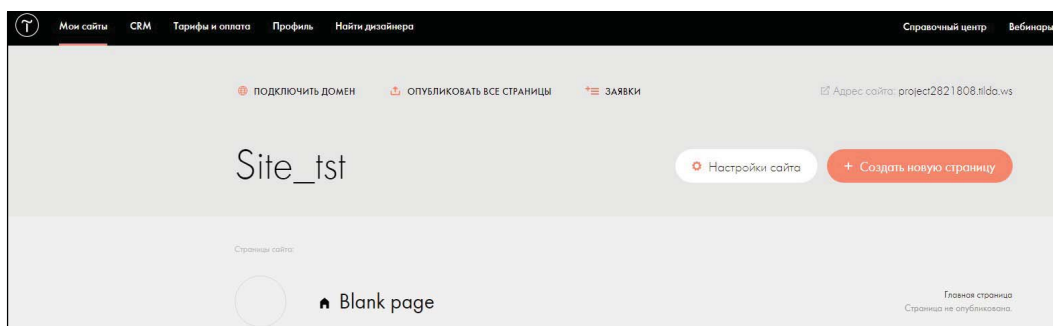 Мои сайты CRM Тарифы и оплата Профиль Найти дизайнера Справочный центр Вебинары
ПОДКЛЮЧИТЬ ДОМЕН ОПУБЛИКОВАТЬ ВСЕ СТРАНИЦЫ ЗАЯВКИ Адрес сайта: project2821808.tilda.ws
Site_tst Настройки сайта + Создать новую страницу
Страницы сайта:
Blank page Главная страница
Страница не опубликована.